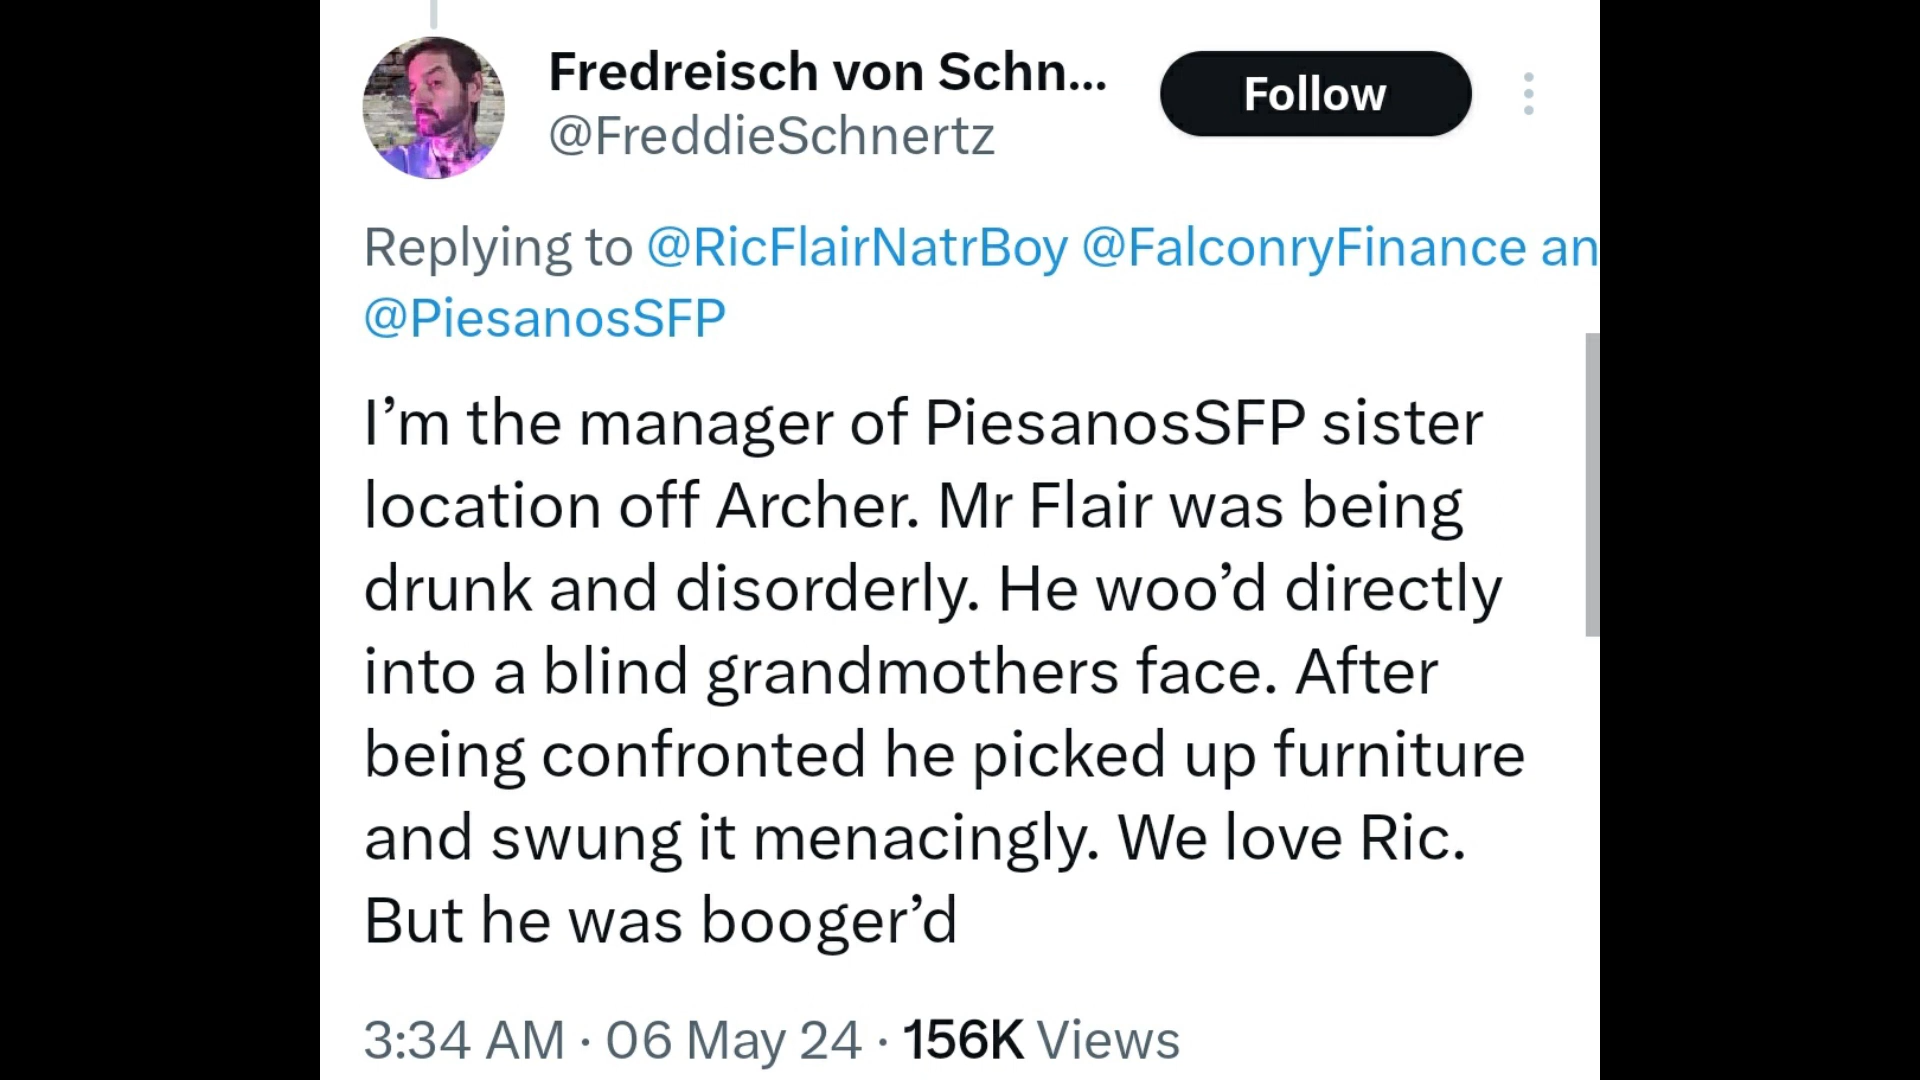 Fredreisch von Schn...
Follow
@FreddieSchnertz
Replying to @RicFlairNatrBoy @FalconryFinance an
@PiesanosSFP
I’m the manager of PiesanosSFP sister
location off Archer. Mr Flair was being
drunk and disorderly. He woo’d directly
into a blind grandmothers face. After
being confronted he picked up furniture
and swung it menacingly. We love Ric.
But he was booger’d
3:34 AM · 06 May 24 · 156K Views